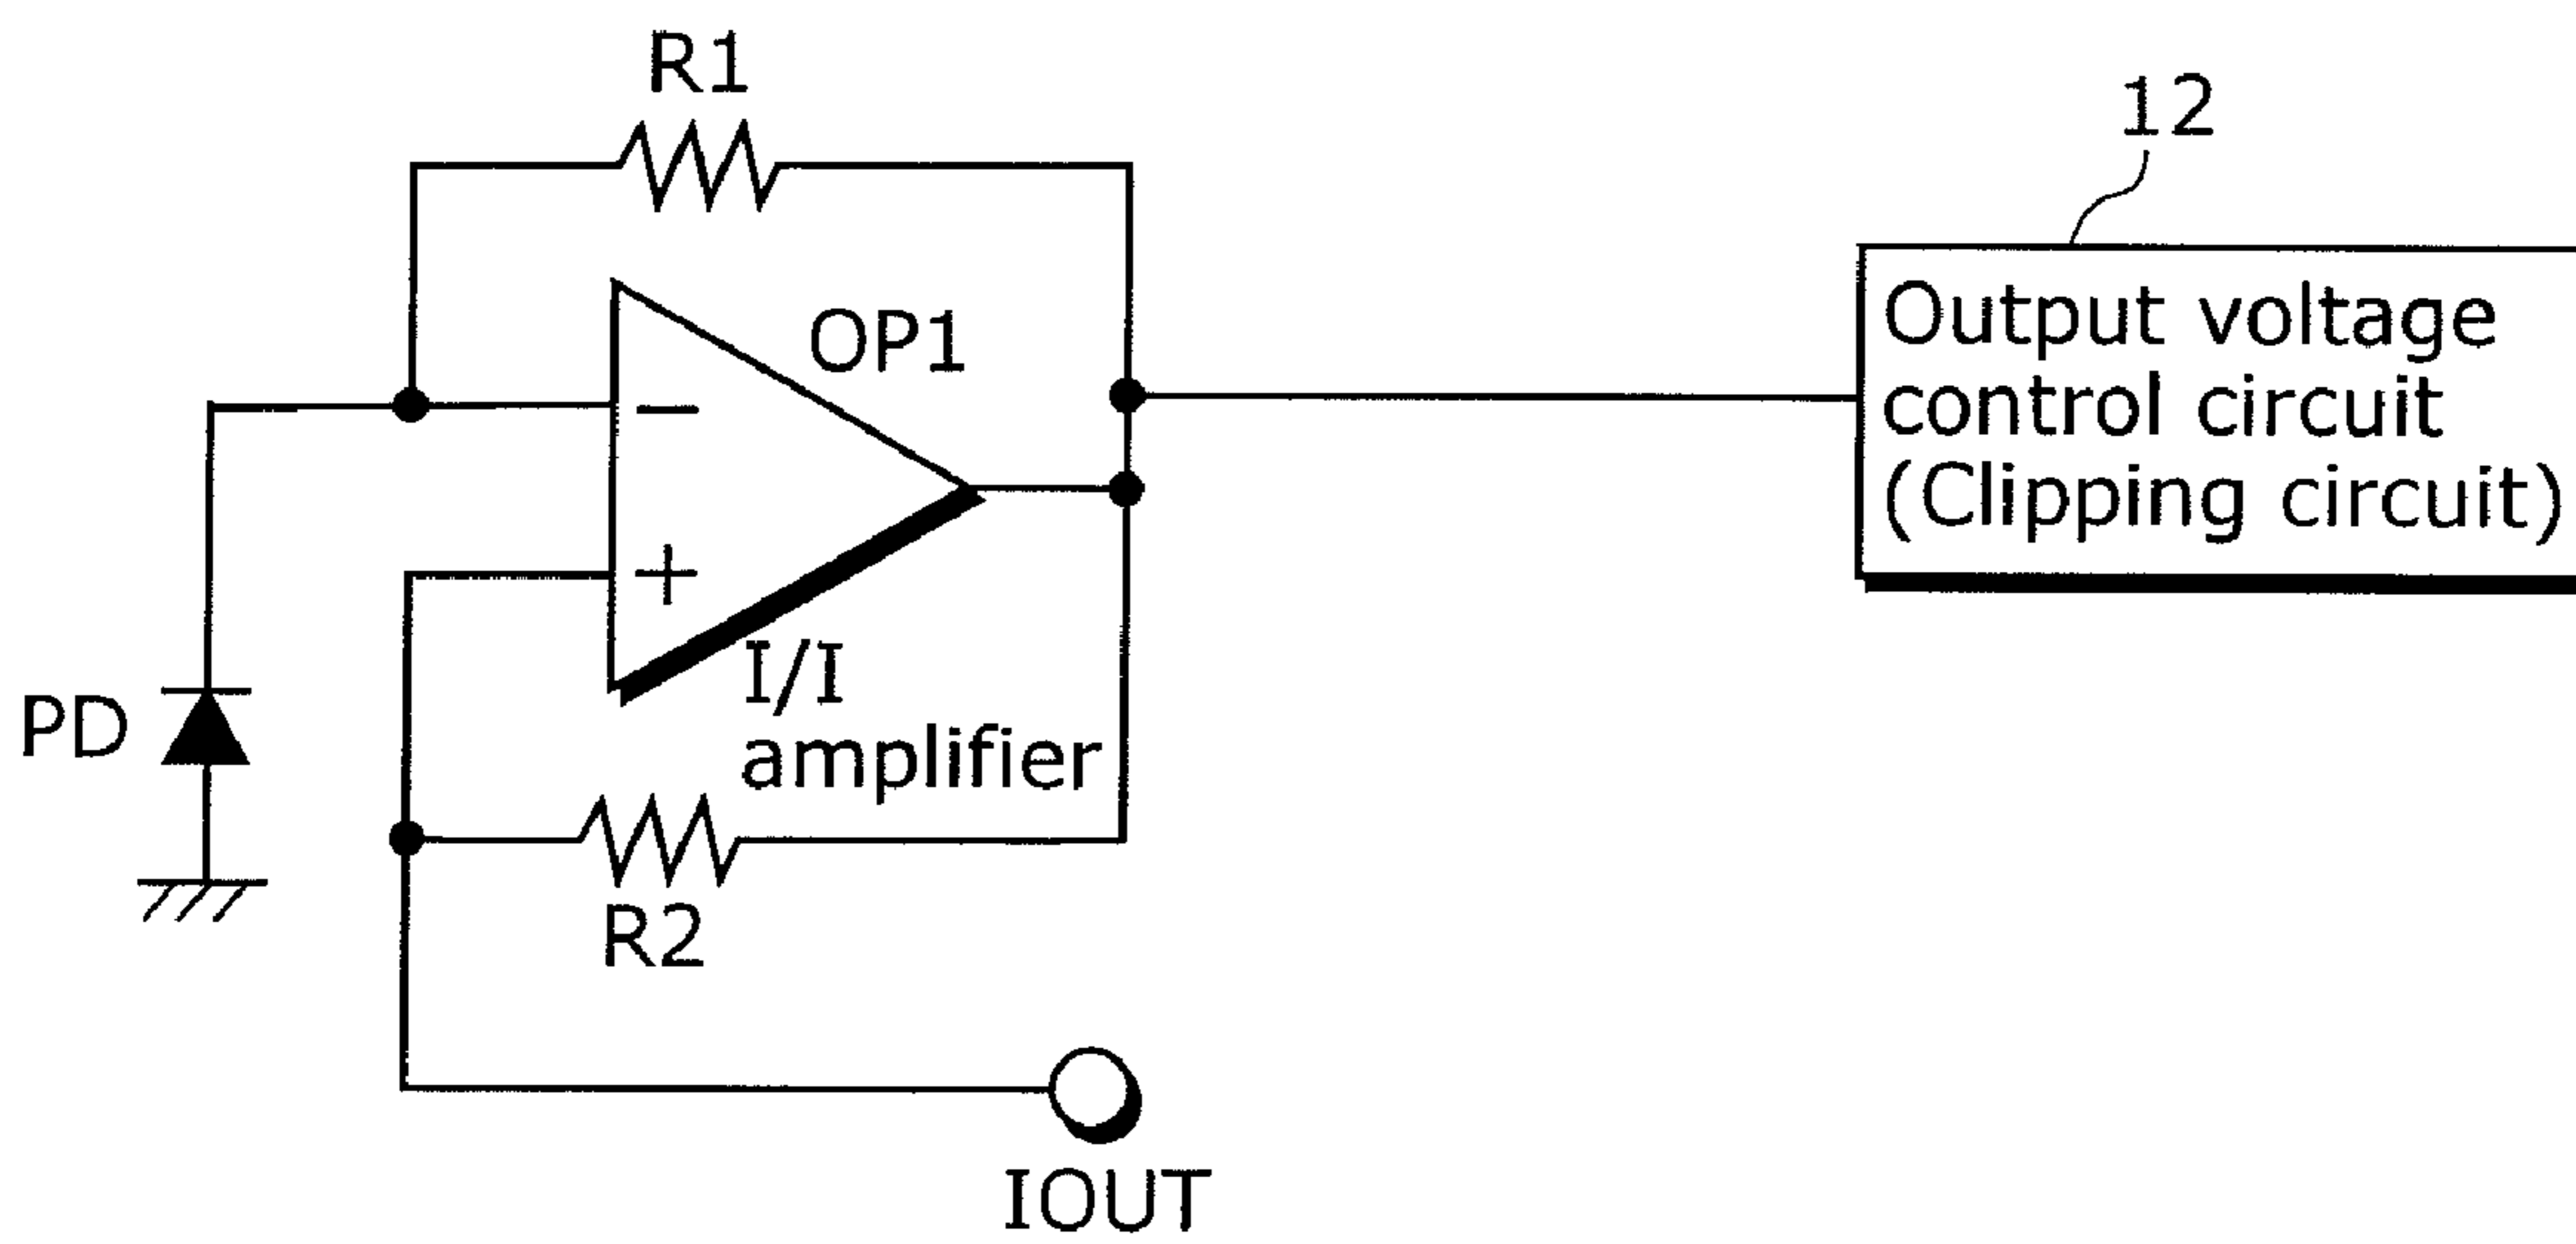 R1
12
OP1
Output voltage
control circuit
(Clipping circuit)
−
+
I/I
amplifier
PD
R2
IOUT